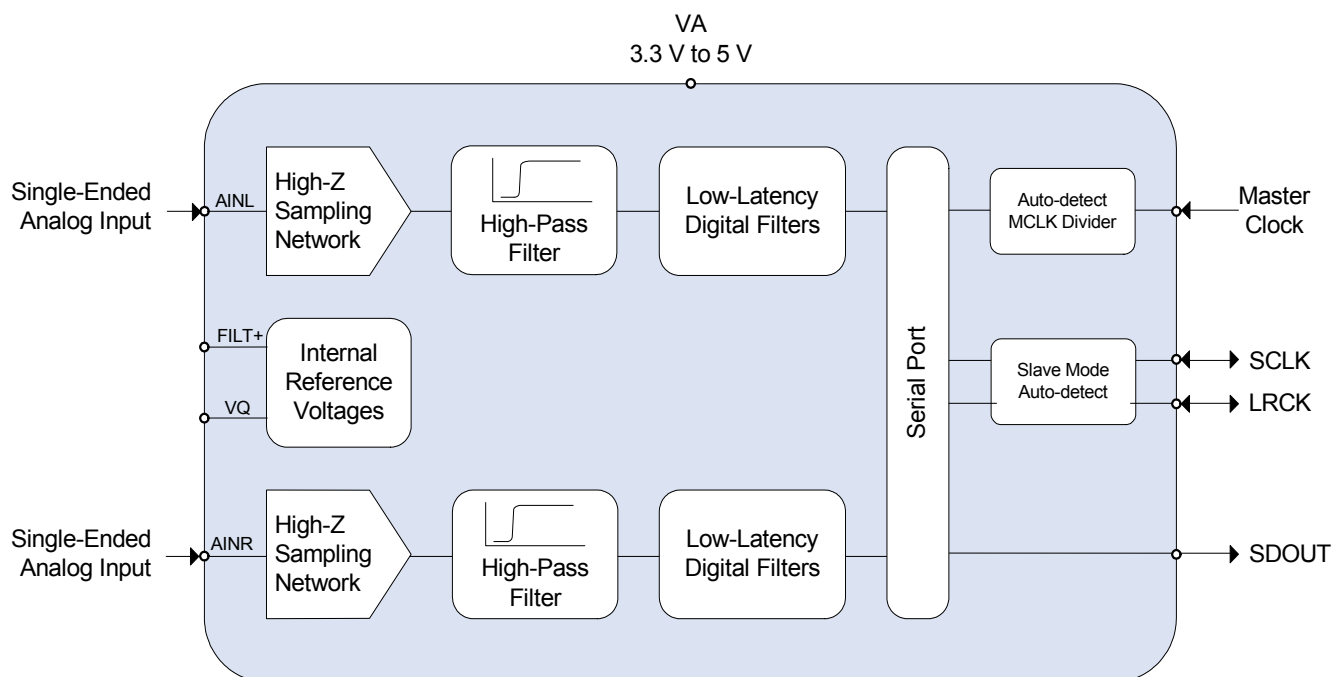 VA
3.3 V to 5 V
Single-Ended
Analog Input
AINL
High-Z
Sampling
Network
High-Pass
Filter
Low-Latency
Digital Filters
Serial Port
Auto-detect
MCLK Divider
Master
Clock
FILT+
VQ
Internal
Reference
Voltages
Slave Mode
Auto-detect
SCLK
LRCK
Single-Ended
Analog Input
AINR
High-Z
Sampling
Network
High-Pass
Filter
Low-Latency
Digital Filters
SDOUT